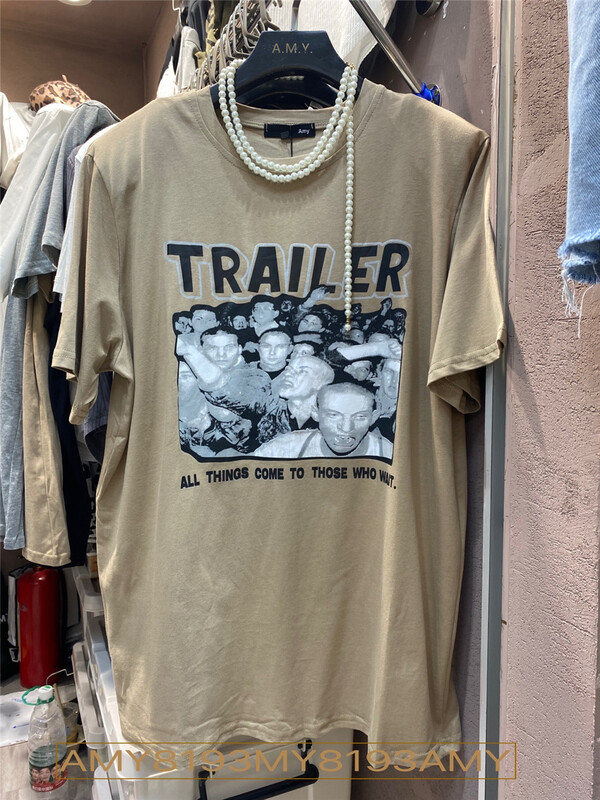 A.M.Y.
Amy
TRAILER
ALL THINGS COME TO THOSE WHO WAIT.
AMY8193MY8193AMY